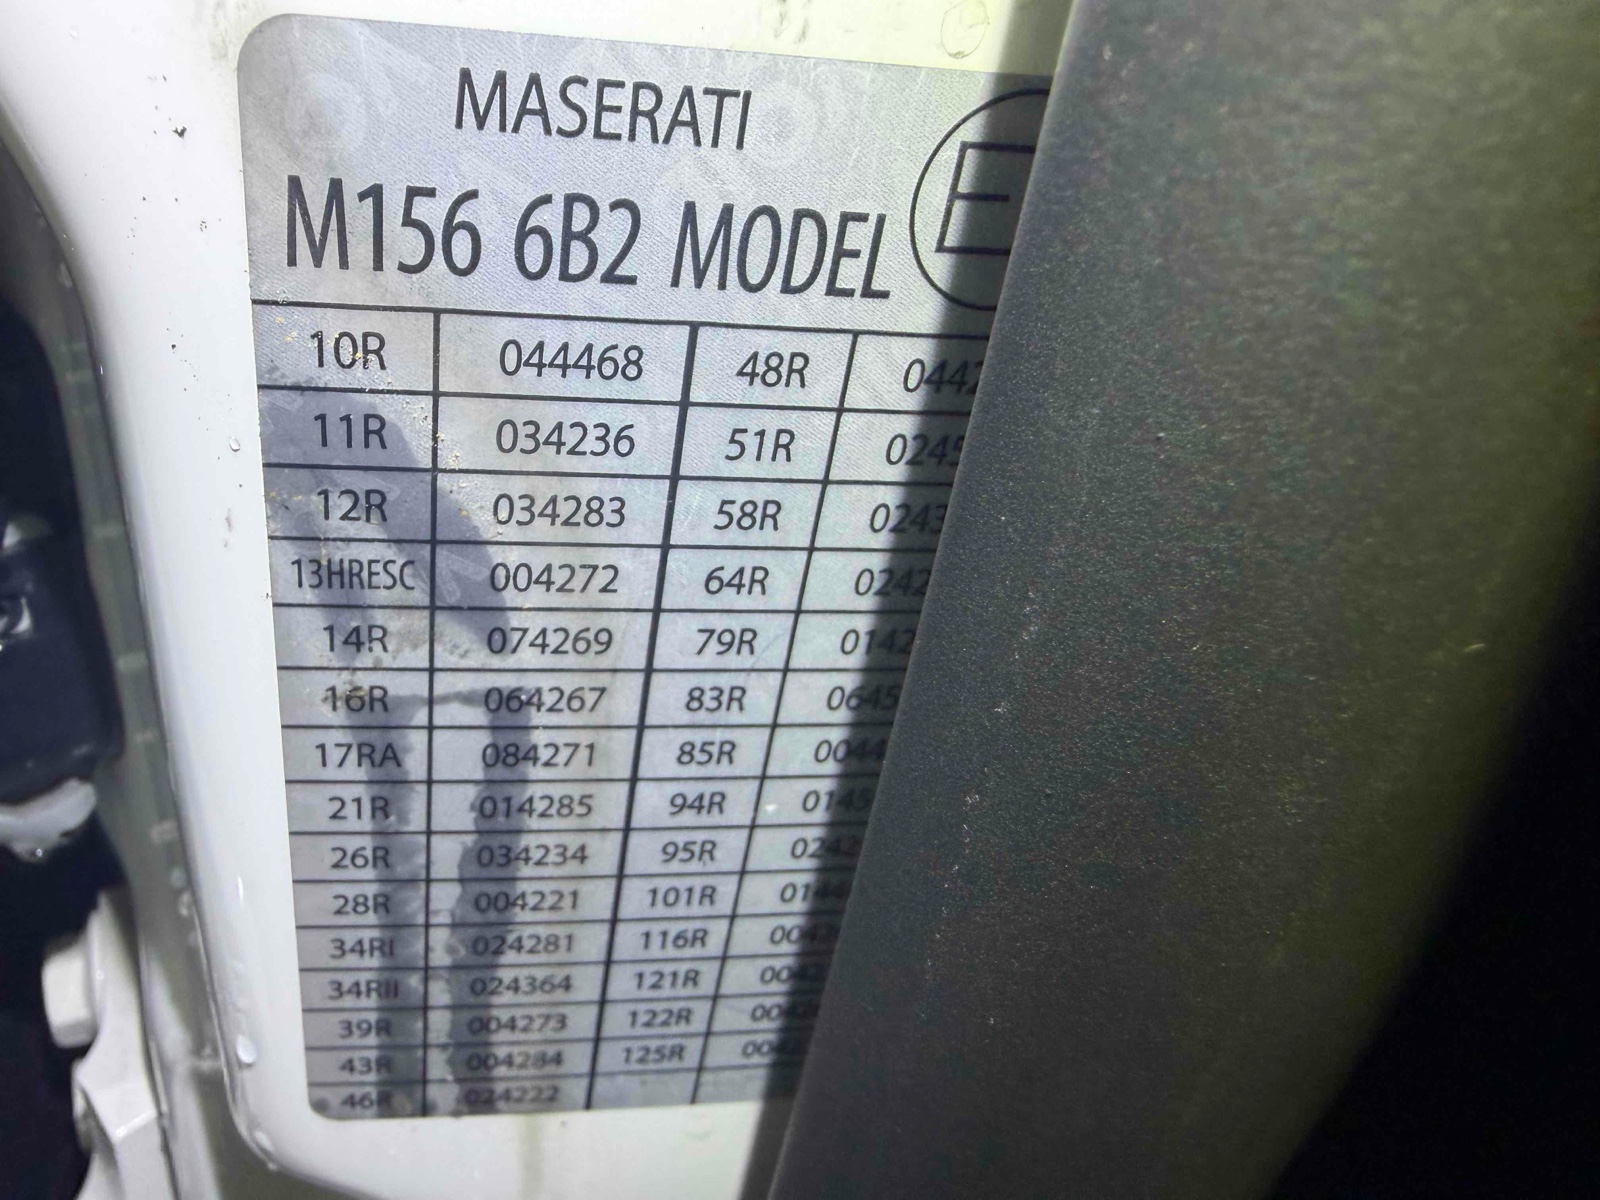 MASERATI
M156 6B2 MODEL
E
10R 044468 48R
11R 034236 51R
12R 034283 58R
13HRESC 004272 64R
14R 074269 79R
16R 064267 83R
17RA 084271 85R
21R 014285 94R
26R 034234 95R
28R 004221 101R
34RI 024281 116R
34RII 024364 121R
39R 004273 122R
43R 004284 125R
46R 024222